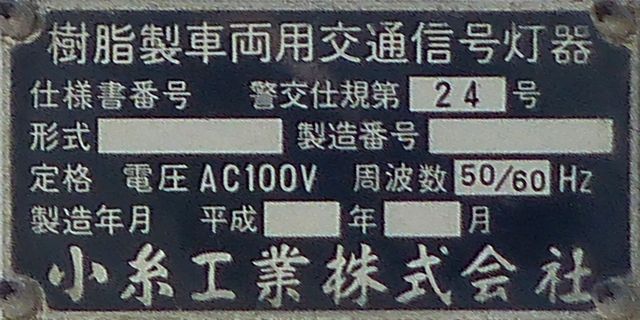 樹脂製車両用交通信号灯器
仕様書番号 警交仕規第 24 号
形式 製造番号
定格 電圧 AC100V 周波数 50/60 Hz
製造年月 平成 年 月
小糸工業株式会社